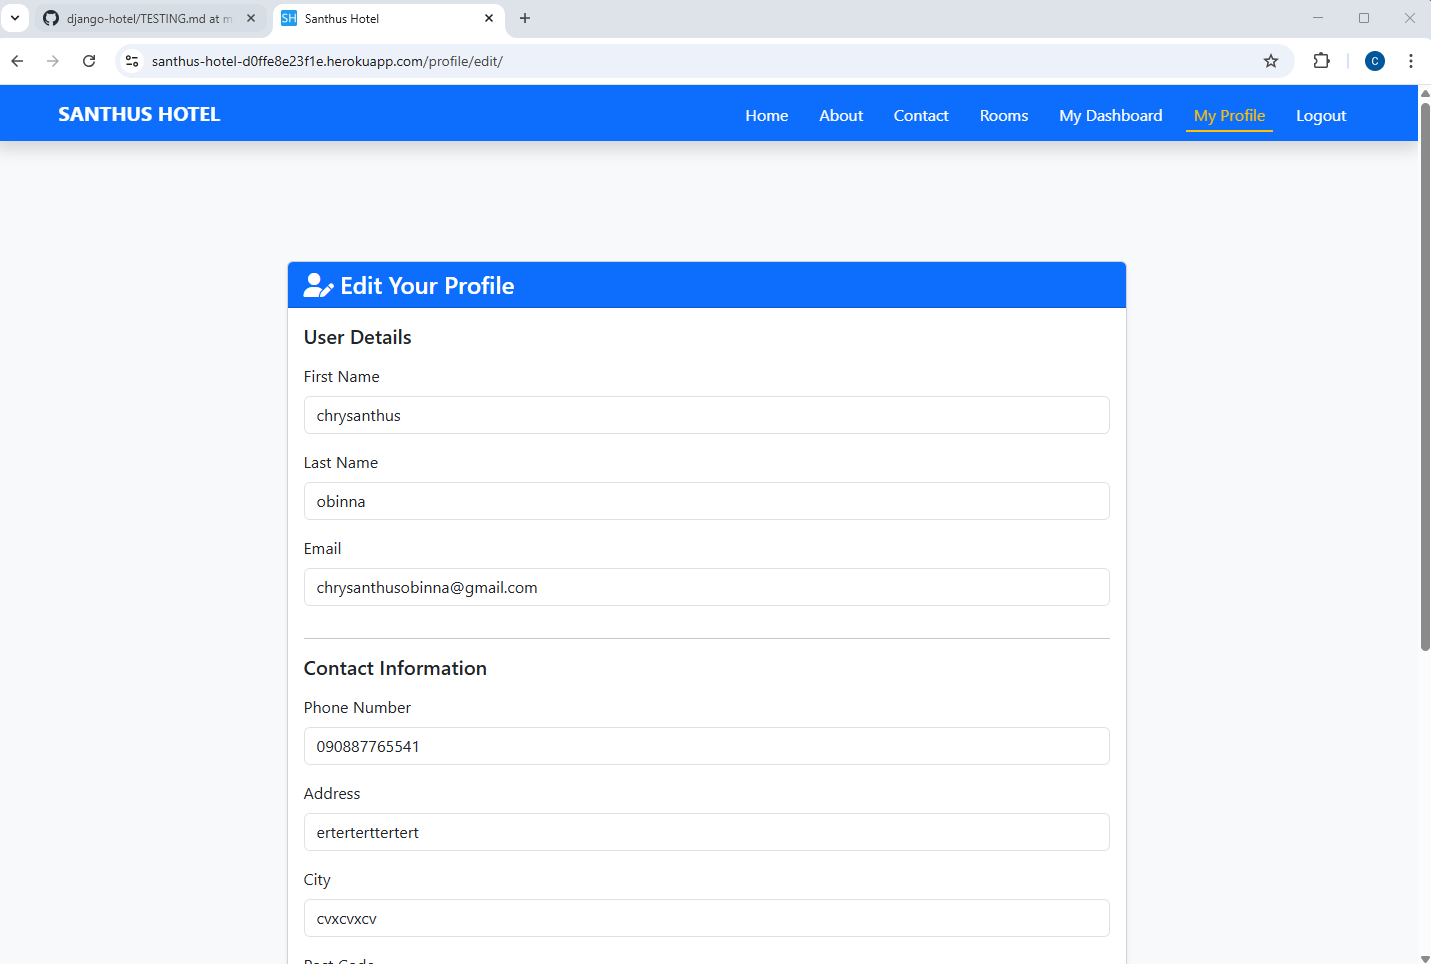 django-hotel/TESTING.md at m
SH Santhus Hotel
santhus-hotel-d0ffe8e23f1e.herokuapp.com/profile/edit/
C
SANTHUS HOTEL
Home About Contact Rooms My Dashboard My Profile Logout
Edit Your Profile
User Details
First Name
chrysanthus
Last Name
obinna
Email
chrysanthusobinna@gmail.com
Contact Information
Phone Number
090887765541
Address
erterterttertert
City
cvxcvxcv
Post Code